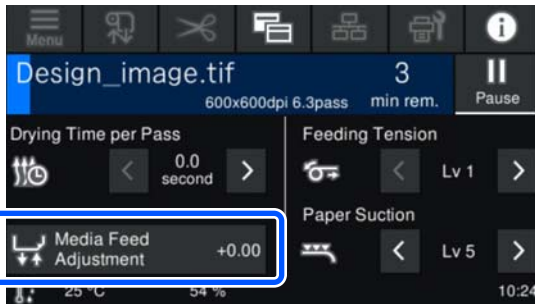 Menu
Design_image.tif
3
600x600dpi 6.3pass
min rem.
Pause
Drying Time per Pass
0.0
second
Feeding Tension
Lv 1
Paper Suction
Lv 5
Media Feed
Adjustment
+0.00
25 °C
54 %
10:24